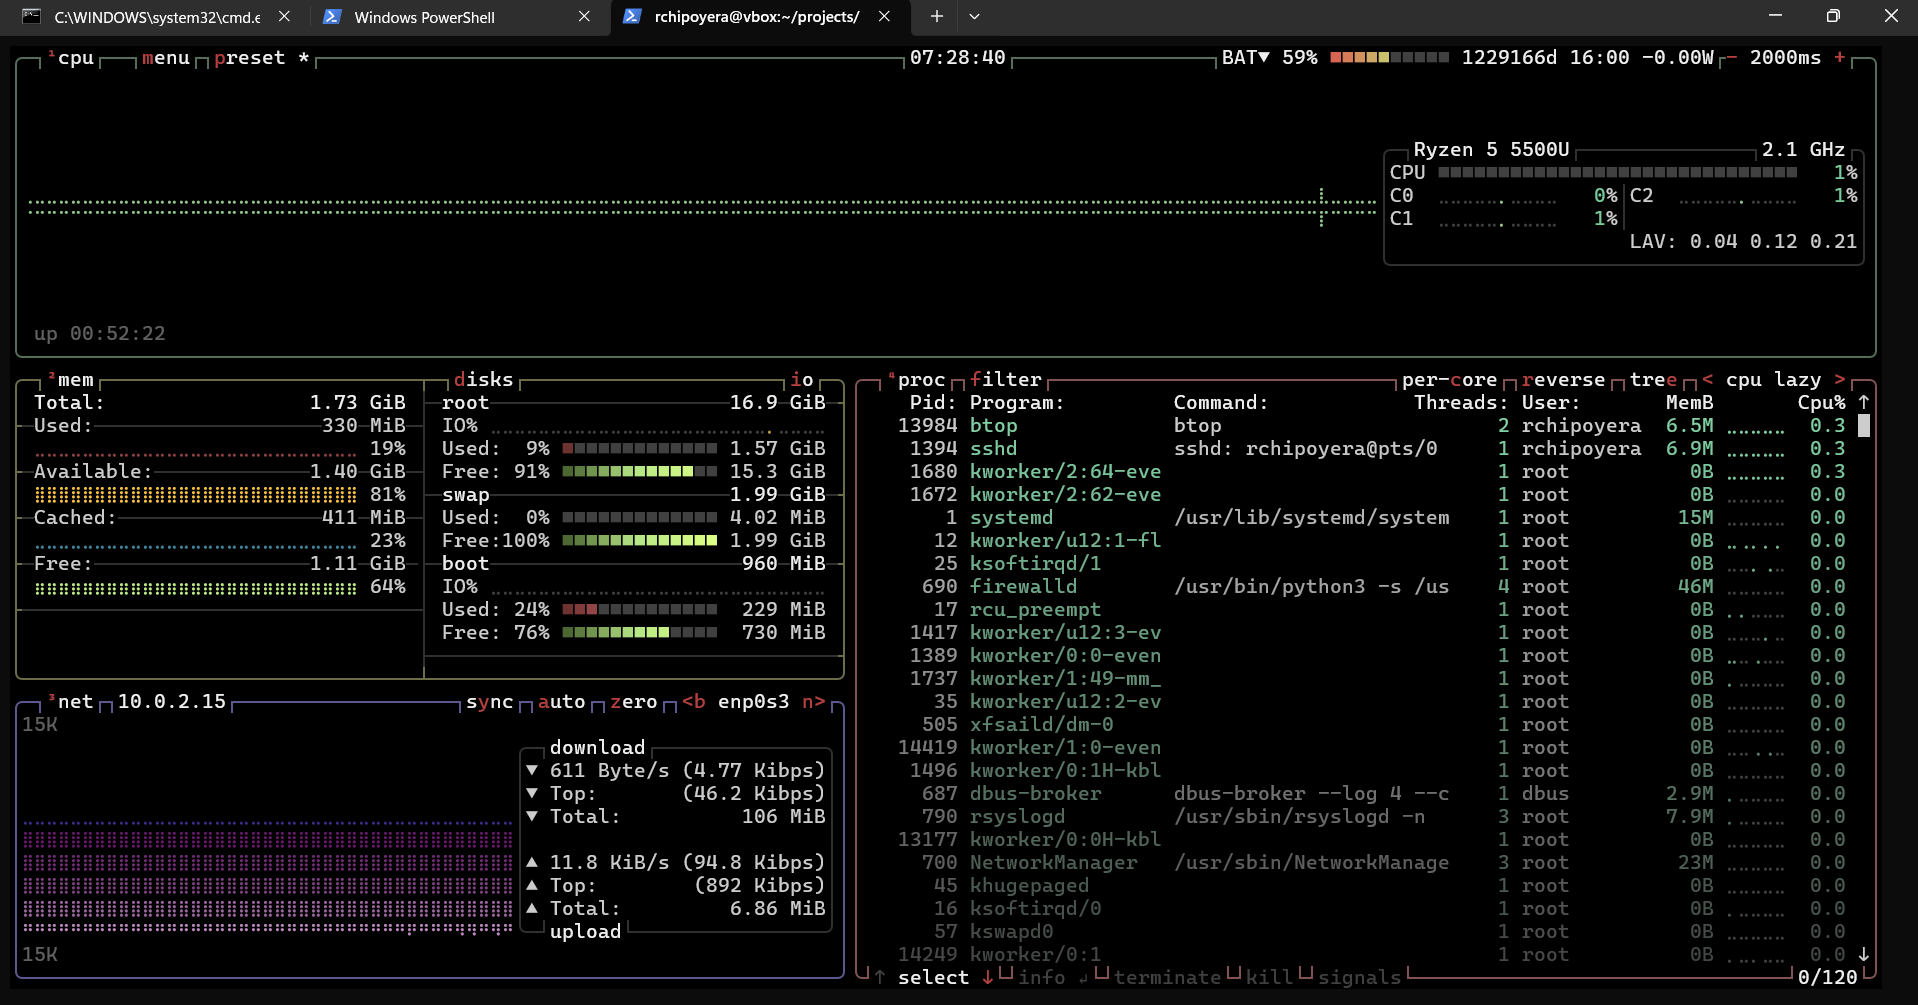 C:\WINDOWS\system32\cmd.e
Windows PowerShell
rchipoyera@vbox:~/projects/
¹cpu menu preset * 07:28:40 BAT▼ 59% 1229166d 16:00 -0.00W - 2000ms +
Ryzen 5 5500U 2.1 GHz
CPU 1%
C0 0% C2 1%
C1 1%
LAV: 0.04 0.12 0.21
up 00:52:22
²mem
Total: 1.73 GiB
Used: 330 MiB
19%
Available: 1.40 GiB
81%
Cached: 411 MiB
23%
Free: 1.11 GiB
64%
disks io
root 16.9 GiB
IO%
Used: 9% 1.57 GiB
Free: 91% 15.3 GiB
swap 1.99 GiB
Used: 0% 4.02 MiB
Free:100% 1.99 GiB
boot 960 MiB
IO%
Used: 24% 229 MiB
Free: 76% 730 MiB
³net 10.0.2.15 sync auto zero <b enp0s3 n>
15K
download
▼ 611 Byte/s (4.77 Kibps)
▼ Top: (46.2 Kibps)
▼ Total: 106 MiB
▲ 11.8 KiB/s (94.8 Kibps)
▲ Top: (892 Kibps)
▲ Total: 6.86 MiB
upload
15K
⁴proc filter per-core reverse tree < cpu lazy >
Pid: Program: Command: Threads: User: MemB Cpu% ↑
13984 btop btop 2 rchipoyera 6.5M 0.3
1394 sshd sshd: rchipoyera@pts/0 1 rchipoyera 6.9M 0.3
1680 kworker/2:64-eve 1 root 0B 0.3
1672 kworker/2:62-eve 1 root 0B 0.0
1 systemd /usr/lib/systemd/system 1 root 15M 0.0
12 kworker/u12:1-fl 1 root 0B 0.0
25 ksoftirqd/1 1 root 0B 0.0
690 firewalld /usr/bin/python3 -s /us 4 root 46M 0.0
17 rcu_preempt 1 root 0B 0.0
1417 kworker/u12:3-ev 1 root 0B 0.0
1389 kworker/0:0-even 1 root 0B 0.0
1737 kworker/1:49-mm_ 1 root 0B 0.0
35 kworker/u12:2-ev 1 root 0B 0.0
505 xfsaild/dm-0 1 root 0B 0.0
14419 kworker/1:0-even 1 root 0B 0.0
1496 kworker/0:1H-kbl 1 root 0B 0.0
687 dbus-broker dbus-broker --log 4 --c 1 dbus 2.9M 0.0
790 rsyslogd /usr/sbin/rsyslogd -n 3 root 7.9M 0.0
13177 kworker/0:0H-kbl 1 root 0B 0.0
700 NetworkManager /usr/sbin/NetworkManage 3 root 23M 0.0
45 khugepaged 1 root 0B 0.0
16 ksoftirqd/0 1 root 0B 0.0
57 kswapd0 1 root 0B 0.0
14249 kworker/0:1 1 root 0B 0.0 ↓
↑ select ↓ info ↲ terminate kill signals 0/120